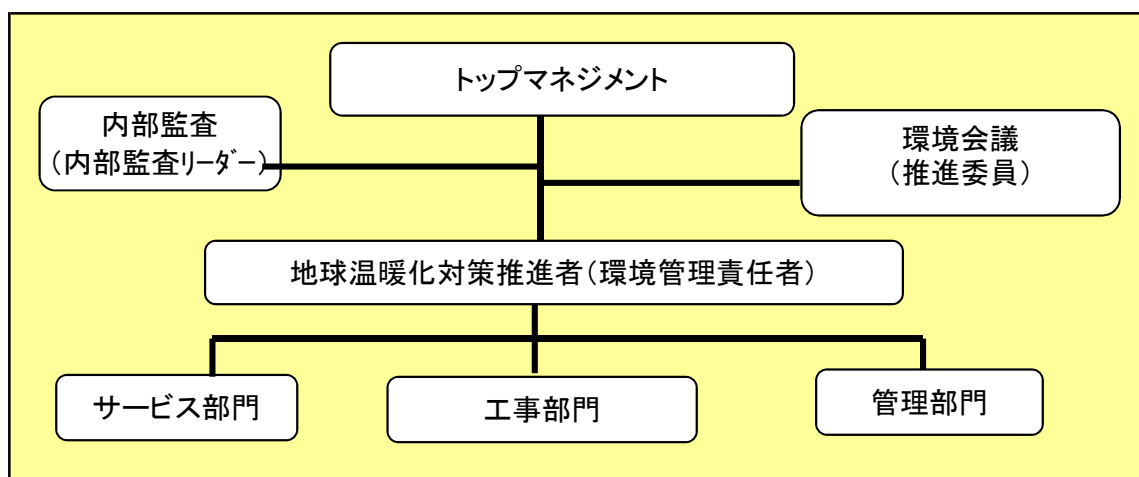 トップマネジメント
内部監査
（内部監査ﾘｰﾀﾞｰ）
環境会議
（推進委員）
地球温暖化対策推進者（環境管理責任者）
サービス部門
工事部門
管理部門